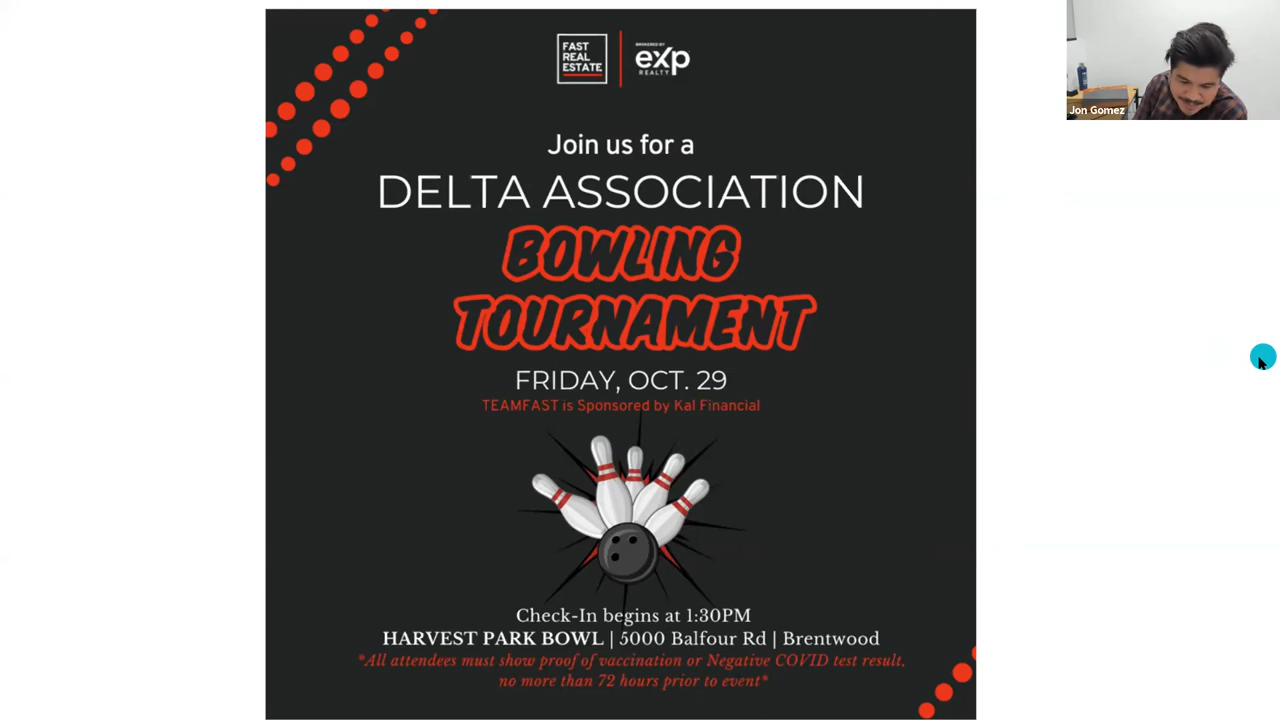 FAST
REAL
ESTATE
BROKERED BY
eXp
REALTY
Jon Gomez
Join us for a
DELTA ASSOCIATION
BOWLING
TOURNAMENT
FRIDAY, OCT. 29
TEAMFAST is Sponsored by Kal Financial
Check-In begins at 1:30PM
HARVEST PARK BOWL | 5000 Balfour Rd | Brentwood
*All attendees must show proof of vaccination or Negative COVID test result,
no more than 72 hours prior to event*